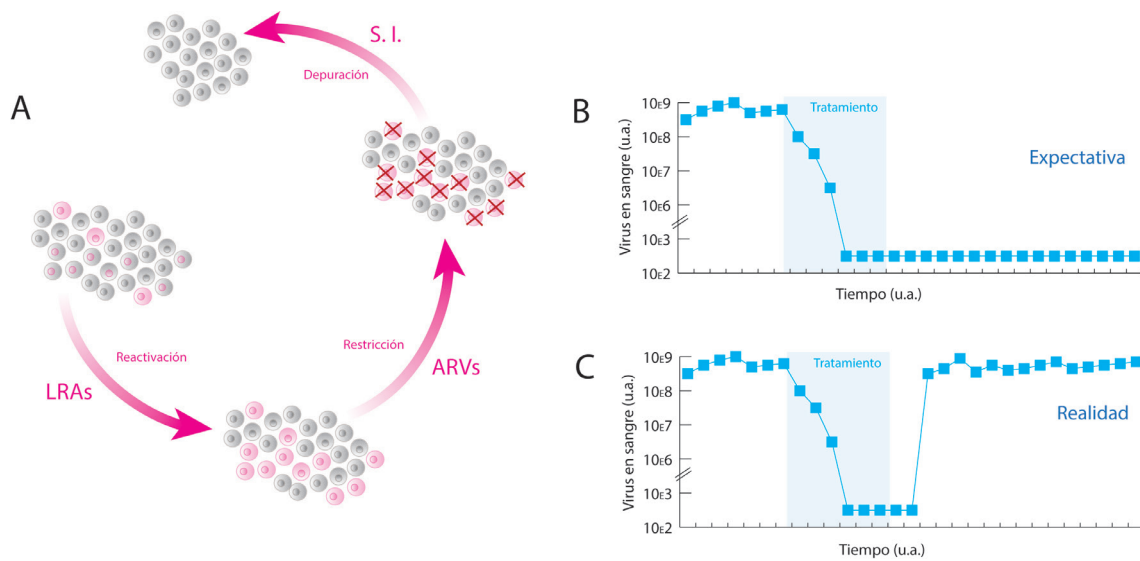 A
S. I.
Depuración
Reactivación
LRAs
Restricción
ARVs
B
Virus en sangre (u.a.)
10E9
10E8
10E7
10E6
10E3
10E2
Tratamiento
Expectativa
Tiempo (u.a.)
C
Virus en sangre (u.a.)
10E9
10E8
10E7
10E6
10E3
10E2
Tratamiento
Realidad
Tiempo (u.a.)